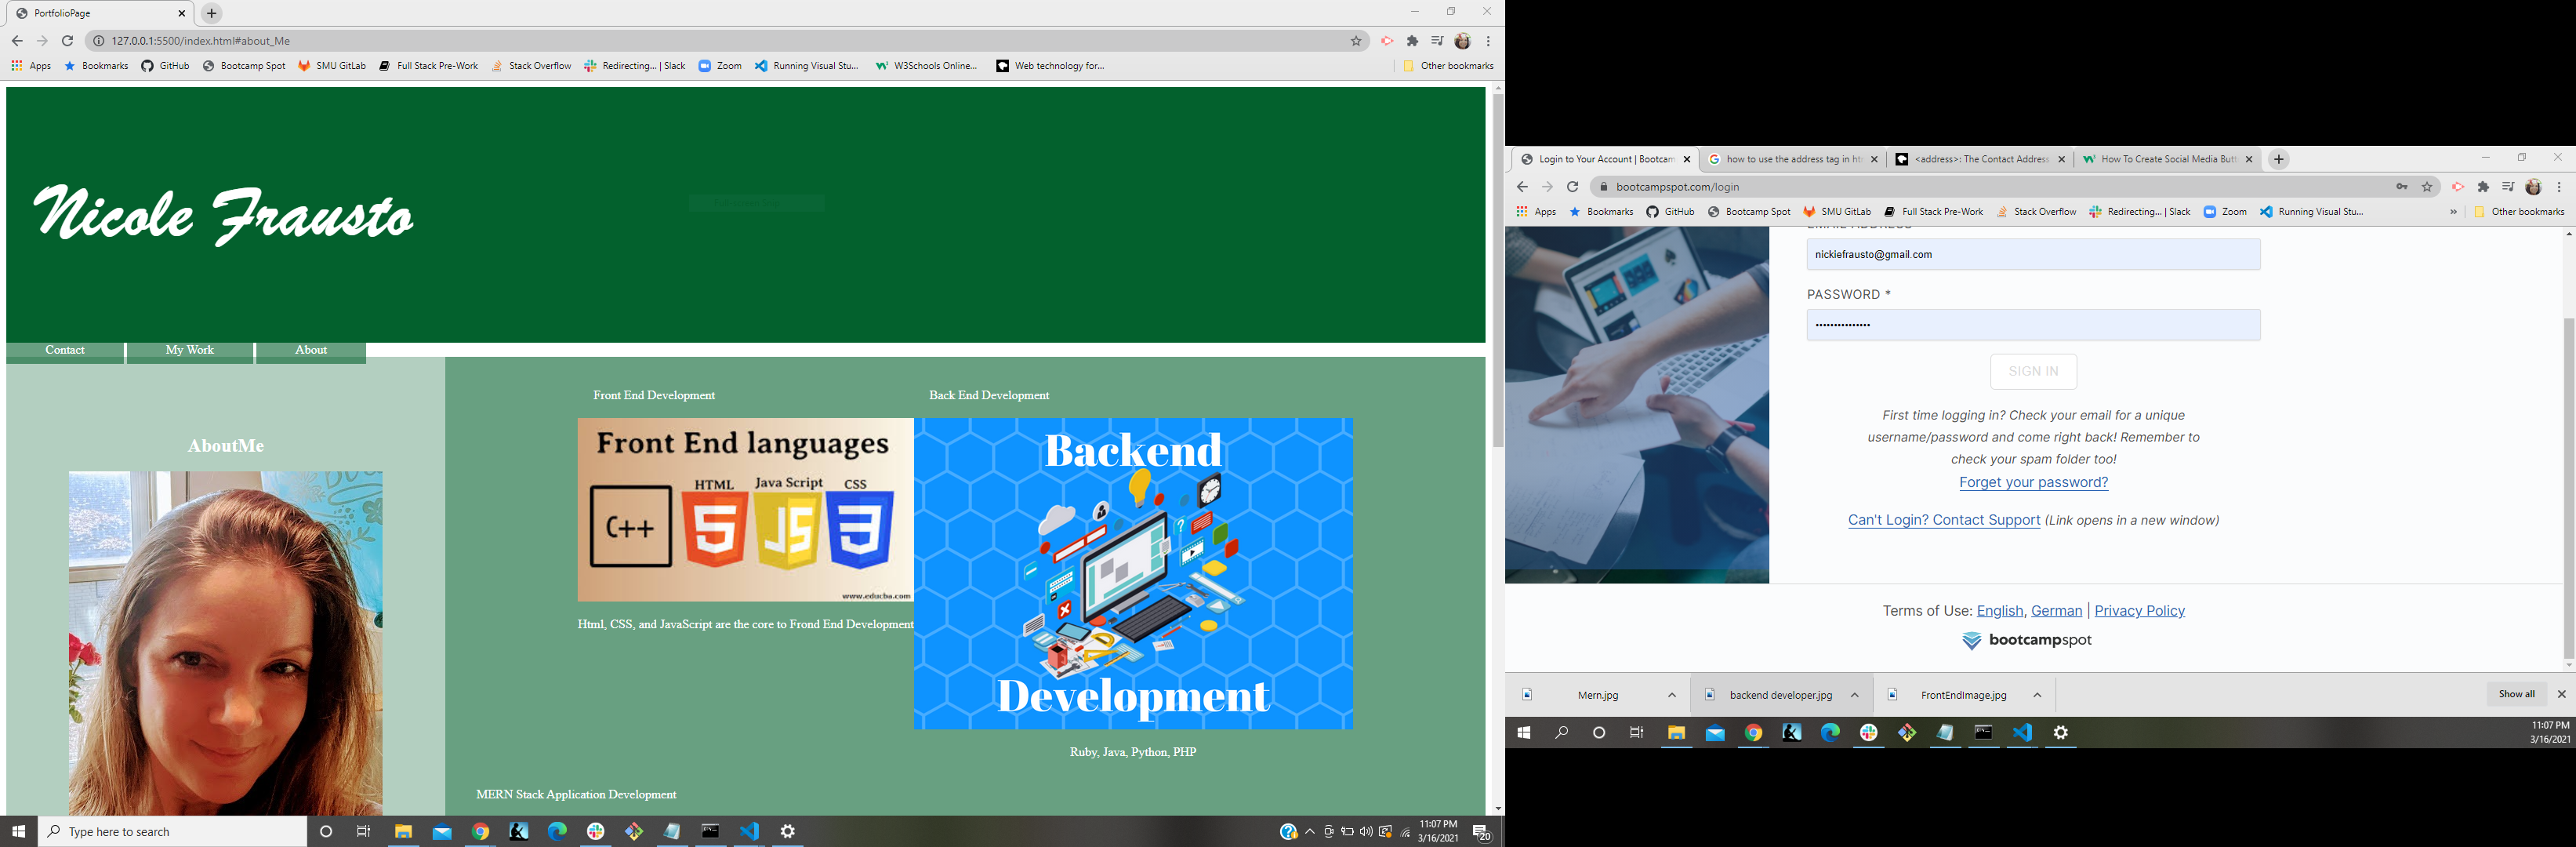 PortfolioPage
127.0.0.1:5500/index.html#about_Me
Apps Bookmarks GitHub Bootcamp Spot SMU GitLab Full Stack Pre-Work Stack Overflow Redirecting... | Slack Zoom Running Visual Stu... W3Schools Online... Web technology for... Other bookmarks
Nicole Frausto
Contact My Work About
AboutMe
Front End Development
Front End languages
HTML Java Script CSS
C++
5 JS 3
www.educba.com
Html, CSS, and JavaScript are the core to Frond End Development
Back End Development
Backend
Development
Ruby, Java, Python, PHP
MERN Stack Application Development
Type here to search
11:07 PM
3/16/2021
20
Login to Your Account | Bootcam
how to use the address tag in ht
<address>: The Contact Address
How To Create Social Media Butt
bootcampspot.com/login
Apps Bookmarks GitHub Bootcamp Spot SMU GitLab Full Stack Pre-Work Stack Overflow Redirecting... | Slack Zoom Running Visual Stu... » Other bookmarks
EMAIL ADDRESS
nickiefrausto@gmail.com
PASSWORD *
SIGN IN
First time logging in? Check your email for a unique
username/password and come right back! Remember to
check your spam folder too!
Forget your password?
Can't Login? Contact Support (Link opens in a new window)
Terms of Use: English, German | Privacy Policy
bootcampspot
Mern.jpg backend developer.jpg FrontEndImage.jpg Show all
11:07 PM
3/16/2021